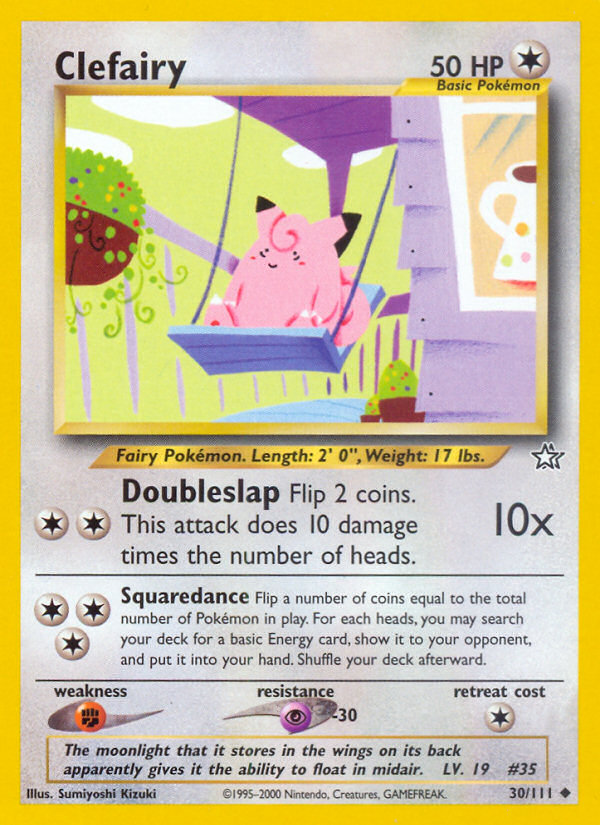 Clefairy
50 HP
Basic Pokémon
Fairy Pokémon. Length: 2' 0", Weight: 17 lbs.
Doubleslap Flip 2 coins.
This attack does 10 damage
times the number of heads.
10x
Squaredance Flip a number of coins equal to the total
number of Pokémon in play. For each heads, you may search
your deck for a basic Energy card, show it to your opponent,
and put it into your hand. Shuffle your deck afterward.
weakness resistance retreat cost
-30
The moonlight that it stores in the wings on its back
apparently gives it the ability to float in midair. LV. 19 #35
Illus. Sumiyoshi Kizuki ©1995-2000 Nintendo, Creatures, GAMEFREAK. 30/111